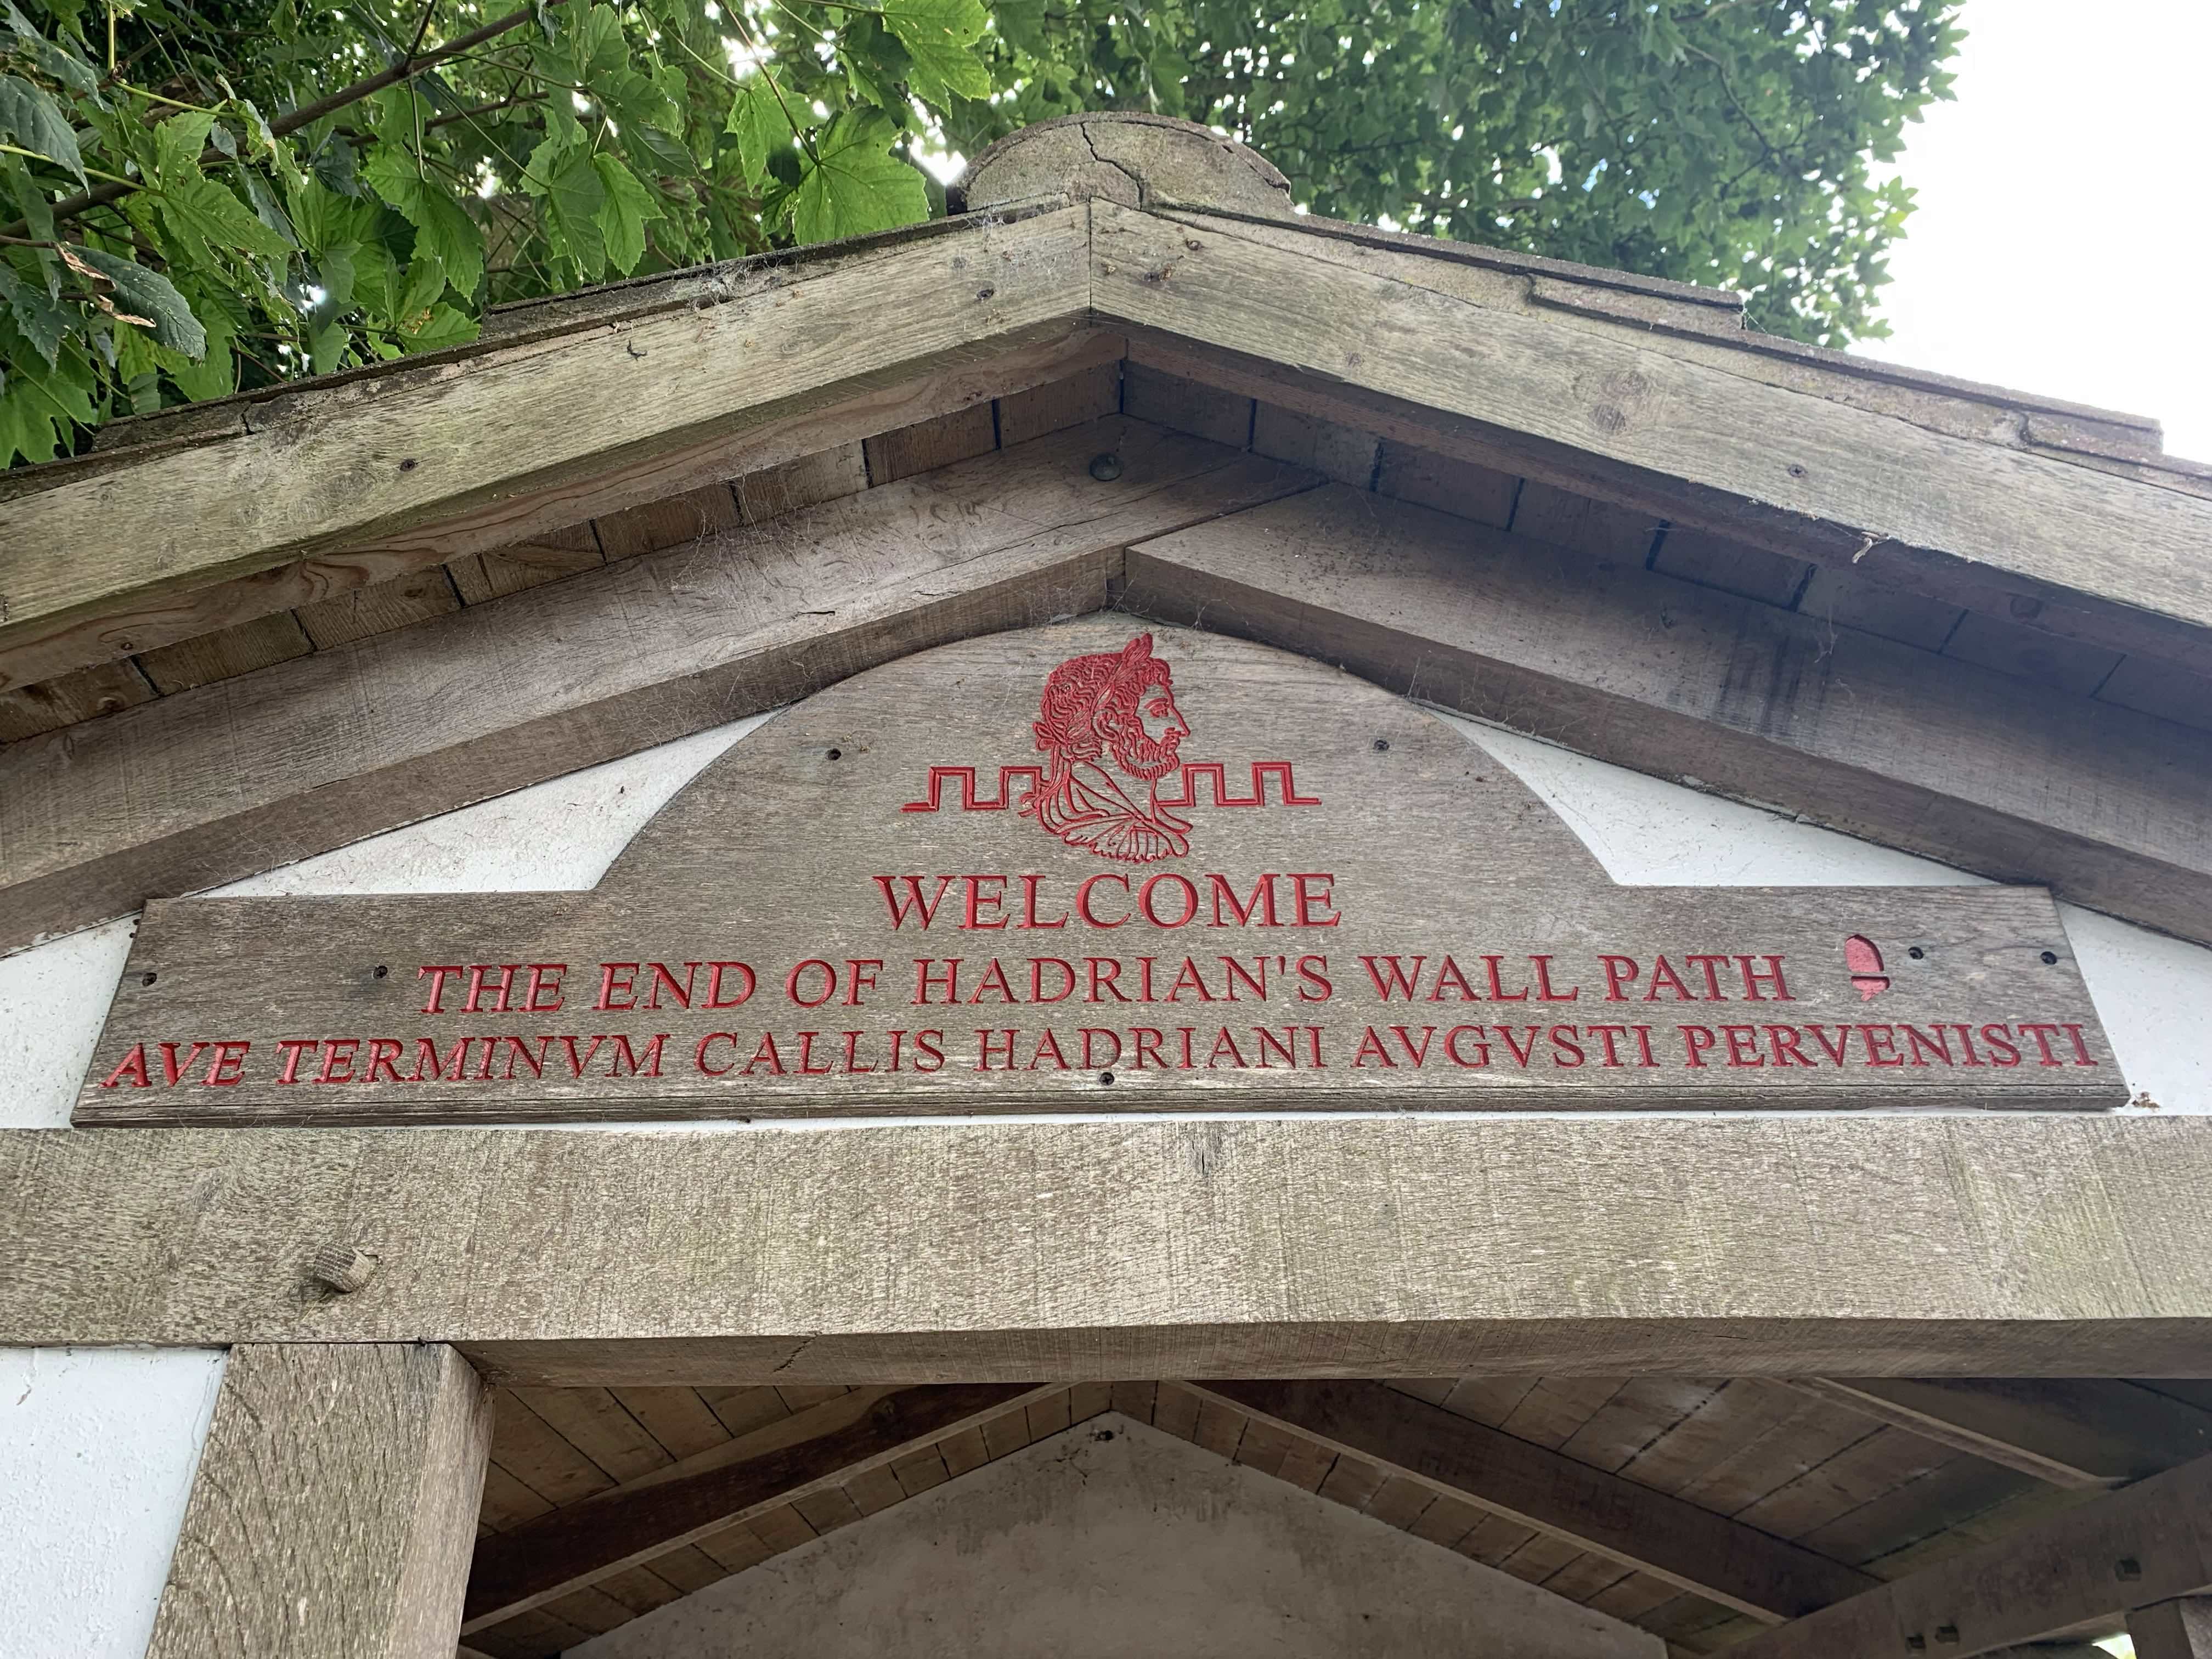 WELCOME
THE END OF HADRIAN'S WALL PATH
AVE TERMINVM CALLIS HADRIANI AVGVSTI PERVENISTI